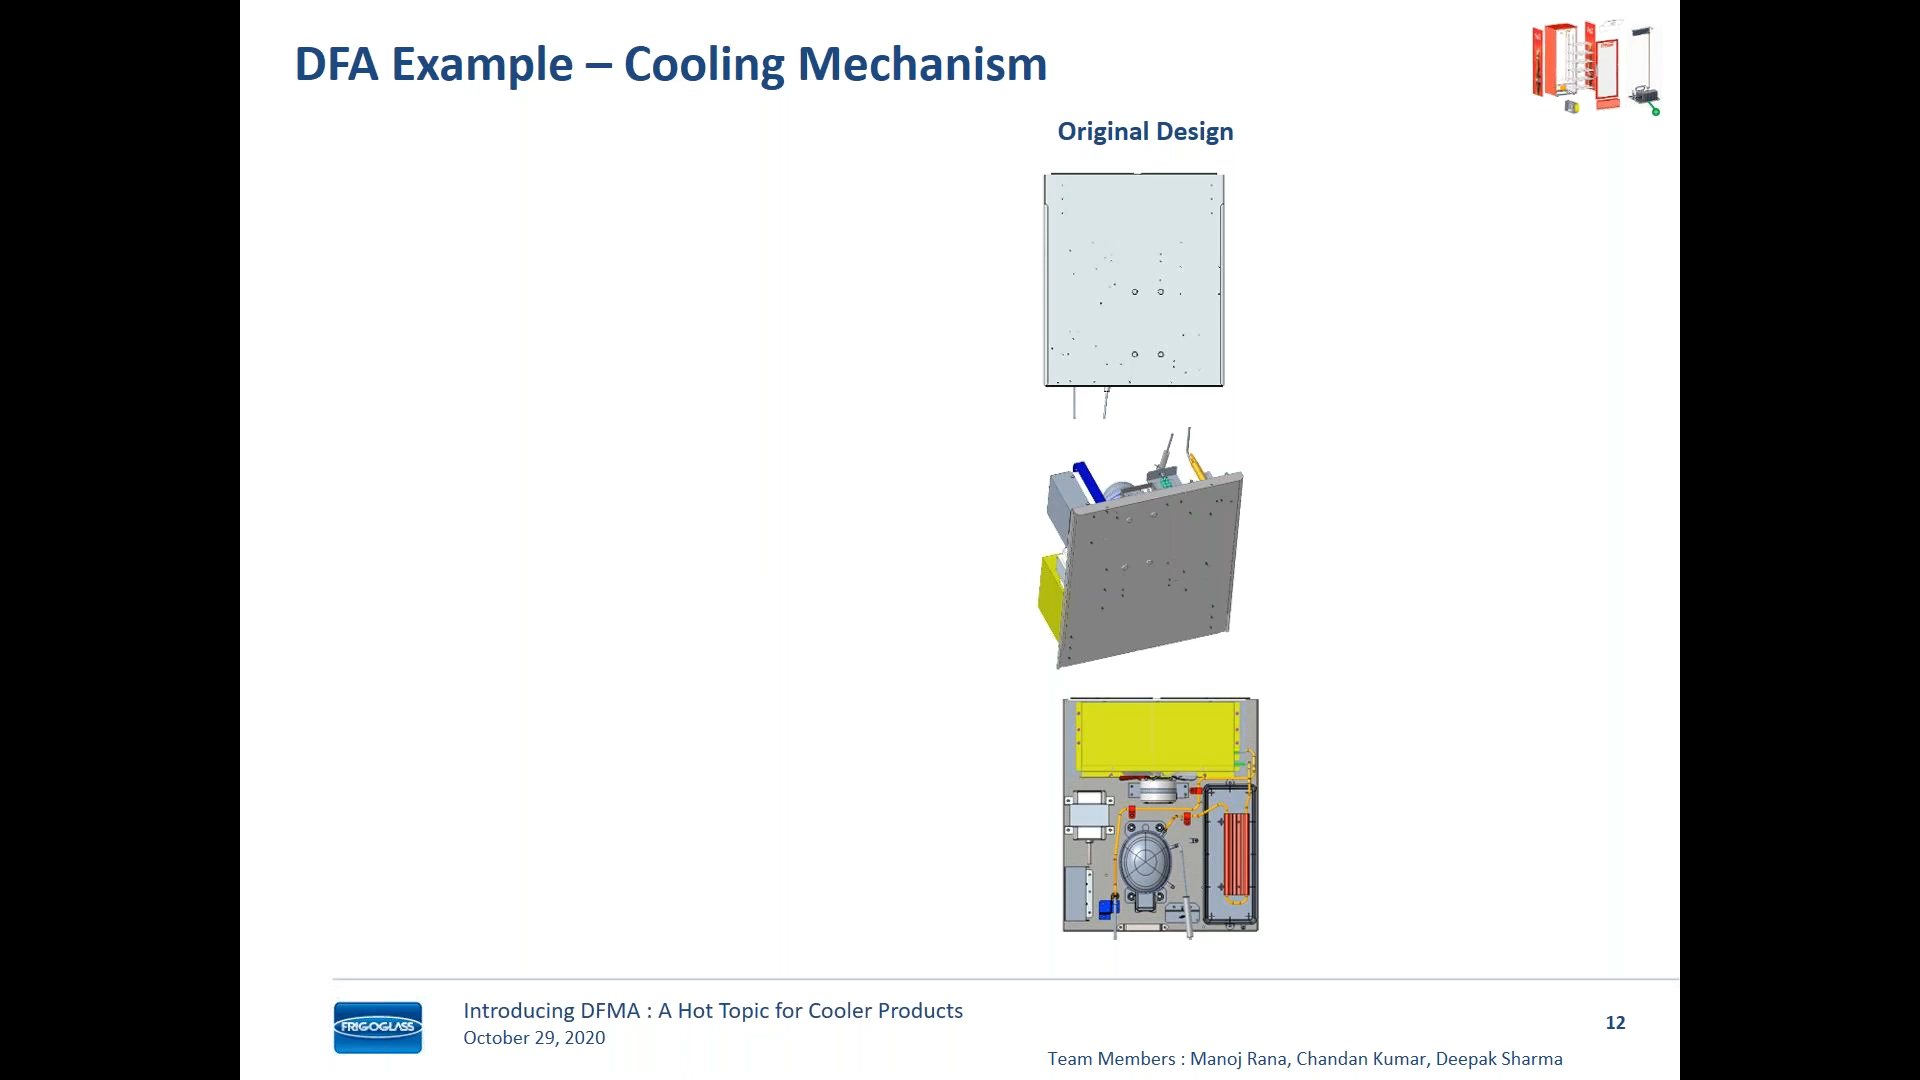 DFA Example – Cooling Mechanism
Original Design
FRIGOGLASS
Introducing DFMA : A Hot Topic for Cooler Products
October 29, 2020
12
Team Members : Manoj Rana, Chandan Kumar, Deepak Sharma